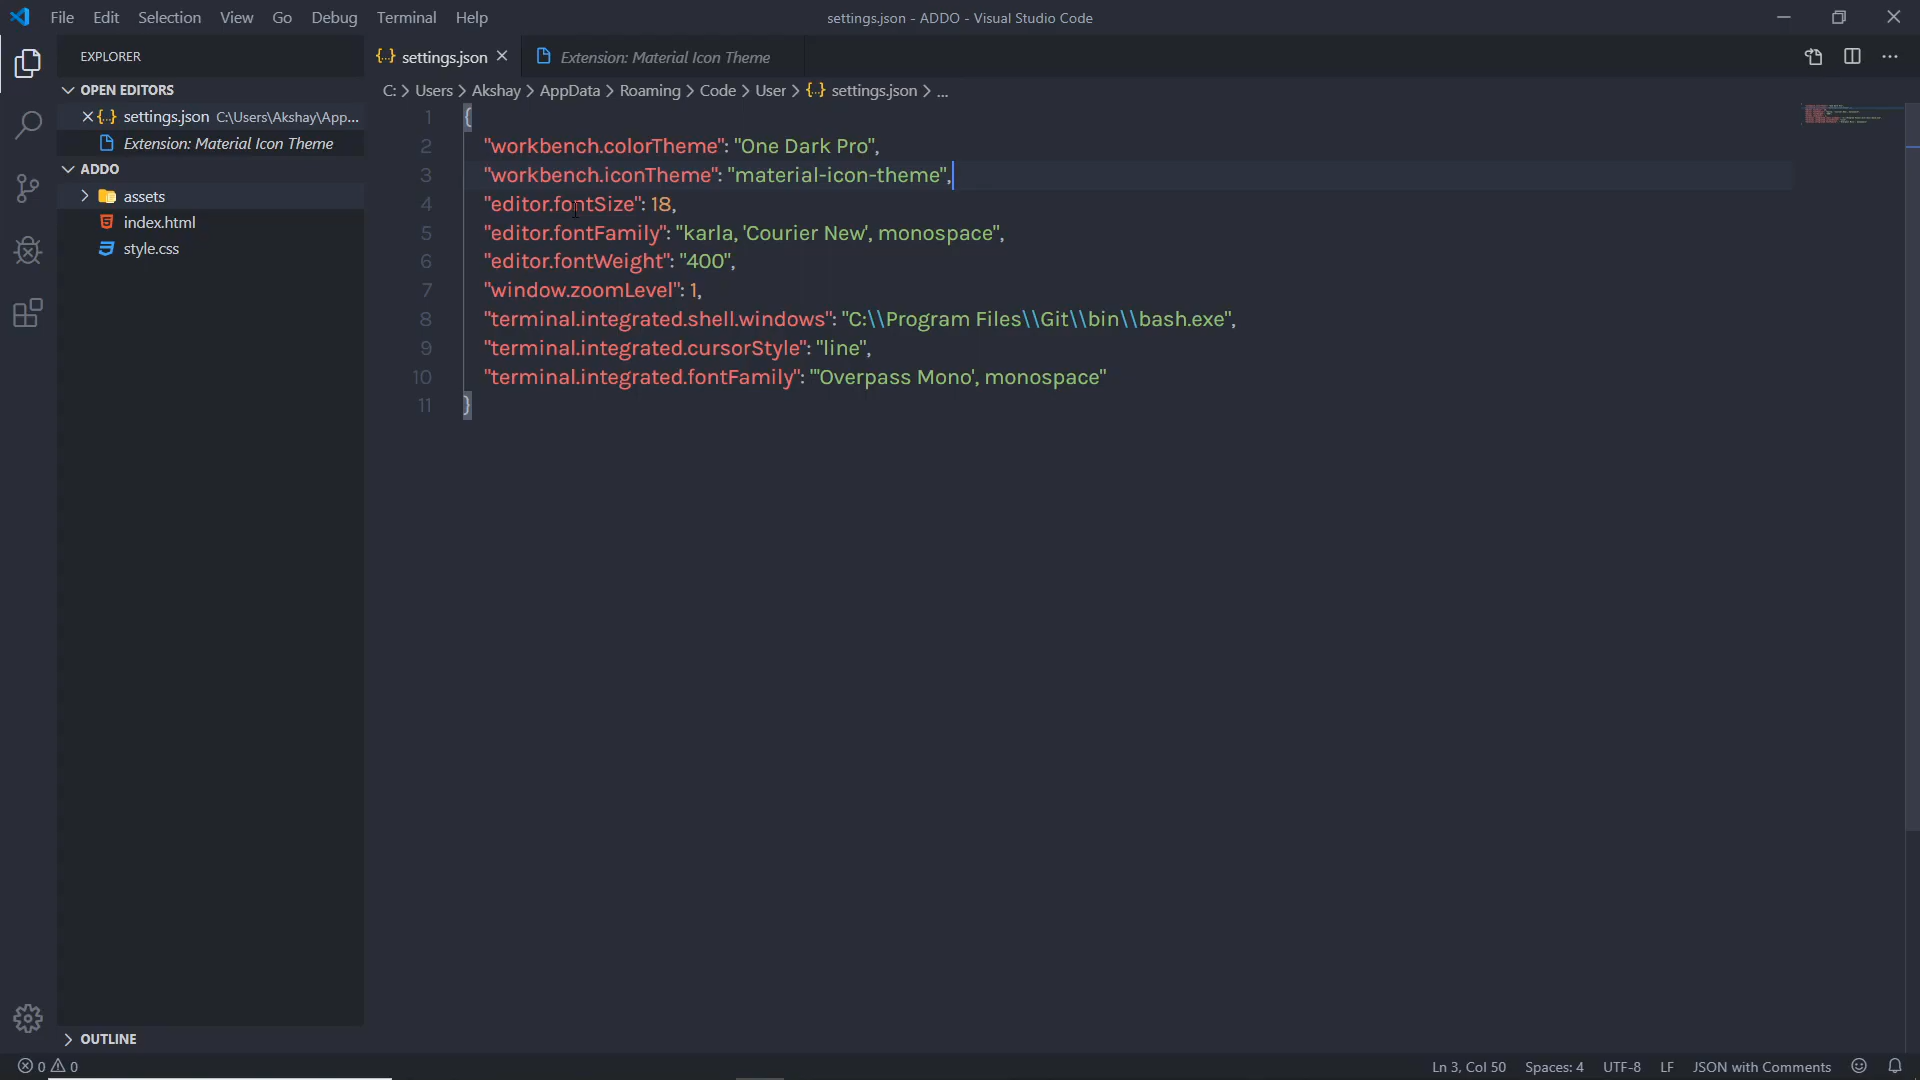 File Edit Selection View Go Debug Terminal Help
settings.json - ADDO - Visual Studio Code
EXPLORER
OPEN EDITORS
settings.json C:\Users\Akshay\App...
Extension: Material Icon Theme
ADDO
assets
index.html
style.css
OUTLINE
settings.json
Extension: Material Icon Theme
C: > Users > Akshay > AppData > Roaming > Code > User > {..} settings.json > ...
1 {
2 "workbench.colorTheme": "One Dark Pro",
3 "workbench.iconTheme": "material-icon-theme",
4 "editor.fontSize": 18,
5 "editor.fontFamily": "karla, 'Courier New', monospace",
6 "editor.fontWeight": "400",
7 "window.zoomLevel": 1,
8 "terminal.integrated.shell.windows": "C:\\Program Files\\Git\\bin\\bash.exe",
9 "terminal.integrated.cursorStyle": "line",
10 "terminal.integrated.fontFamily": "'Overpass Mono', monospace"
11 }
0 0
Ln 3, Col 50 Spaces: 4 UTF-8 LF JSON with Comments